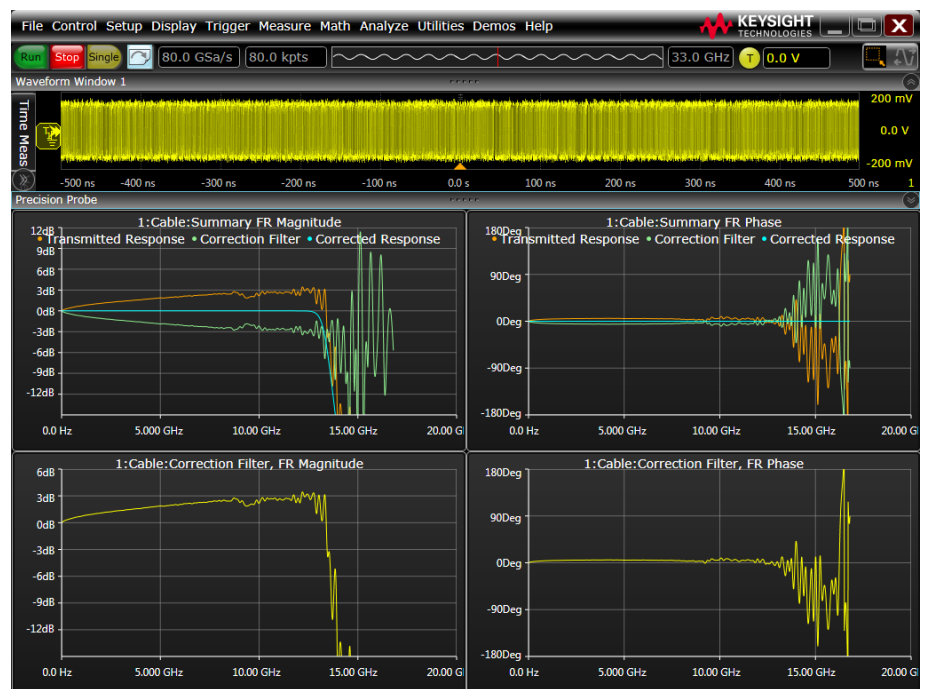 File Control Setup Display Trigger Measure Math Analyze Utilities Demos Help
KEYSIGHT
TECHNOLOGIES
X
Run Stop Single 80.0 GSa/s 80.0 kpts 33.0 GHz T 0.0 V
Waveform Window 1
Time Meas
200 mV
0.0 V
-200 mV
-500 ns -400 ns -300 ns -200 ns -100 ns 0.0 s 100 ns 200 ns 300 ns 400 ns 500 ns 1
Precision Probe
1:Cable:Summary FR Magnitude
Transmitted Response • Correction Filter • Corrected Response
12dB
9dB
6dB
3dB
0dB
-3dB
-6dB
-9dB
-12dB
0.0 Hz 5.000 GHz 10.00 GHz 15.00 GHz 20.00 G
1:Cable:Summary FR Phase
Transmitted Response • Correction Filter • Corrected Response
180Deg
90Deg
0Deg
-90Deg
-180Deg
0.0 Hz 5.000 GHz 10.00 GHz 15.00 GHz 20.00 G
1:Cable:Correction Filter, FR Magnitude
6dB
3dB
0dB
-3dB
-6dB
-9dB
-12dB
0.0 Hz 5.000 GHz 10.00 GHz 15.00 GHz 20.00 G
1:Cable:Correction Filter, FR Phase
180Deg
90Deg
0Deg
-90Deg
-180Deg
0.0 Hz 5.000 GHz 10.00 GHz 15.00 GHz 20.00 G